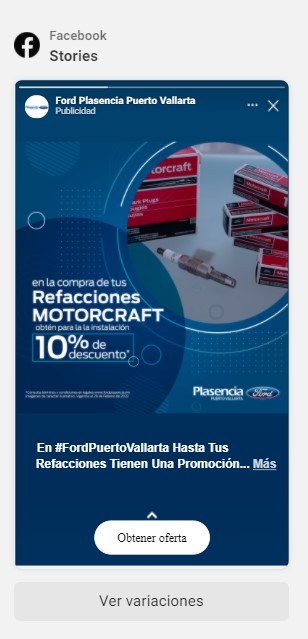 Facebook
Stories
Ford Plasencia Puerto Vallarta
Publicidad
torcraft.
Motorcraft
en la compra de tus
Refacciones
MOTORCRAFT
obtén para la la instalación
10% de
descuento*
Plasencia
PUERTO VALLARTA
Ford
En #FordPuertoVallarta Hasta Tus
Refacciones Tienen Una Promoción... Más
Obtener oferta
Ver variaciones